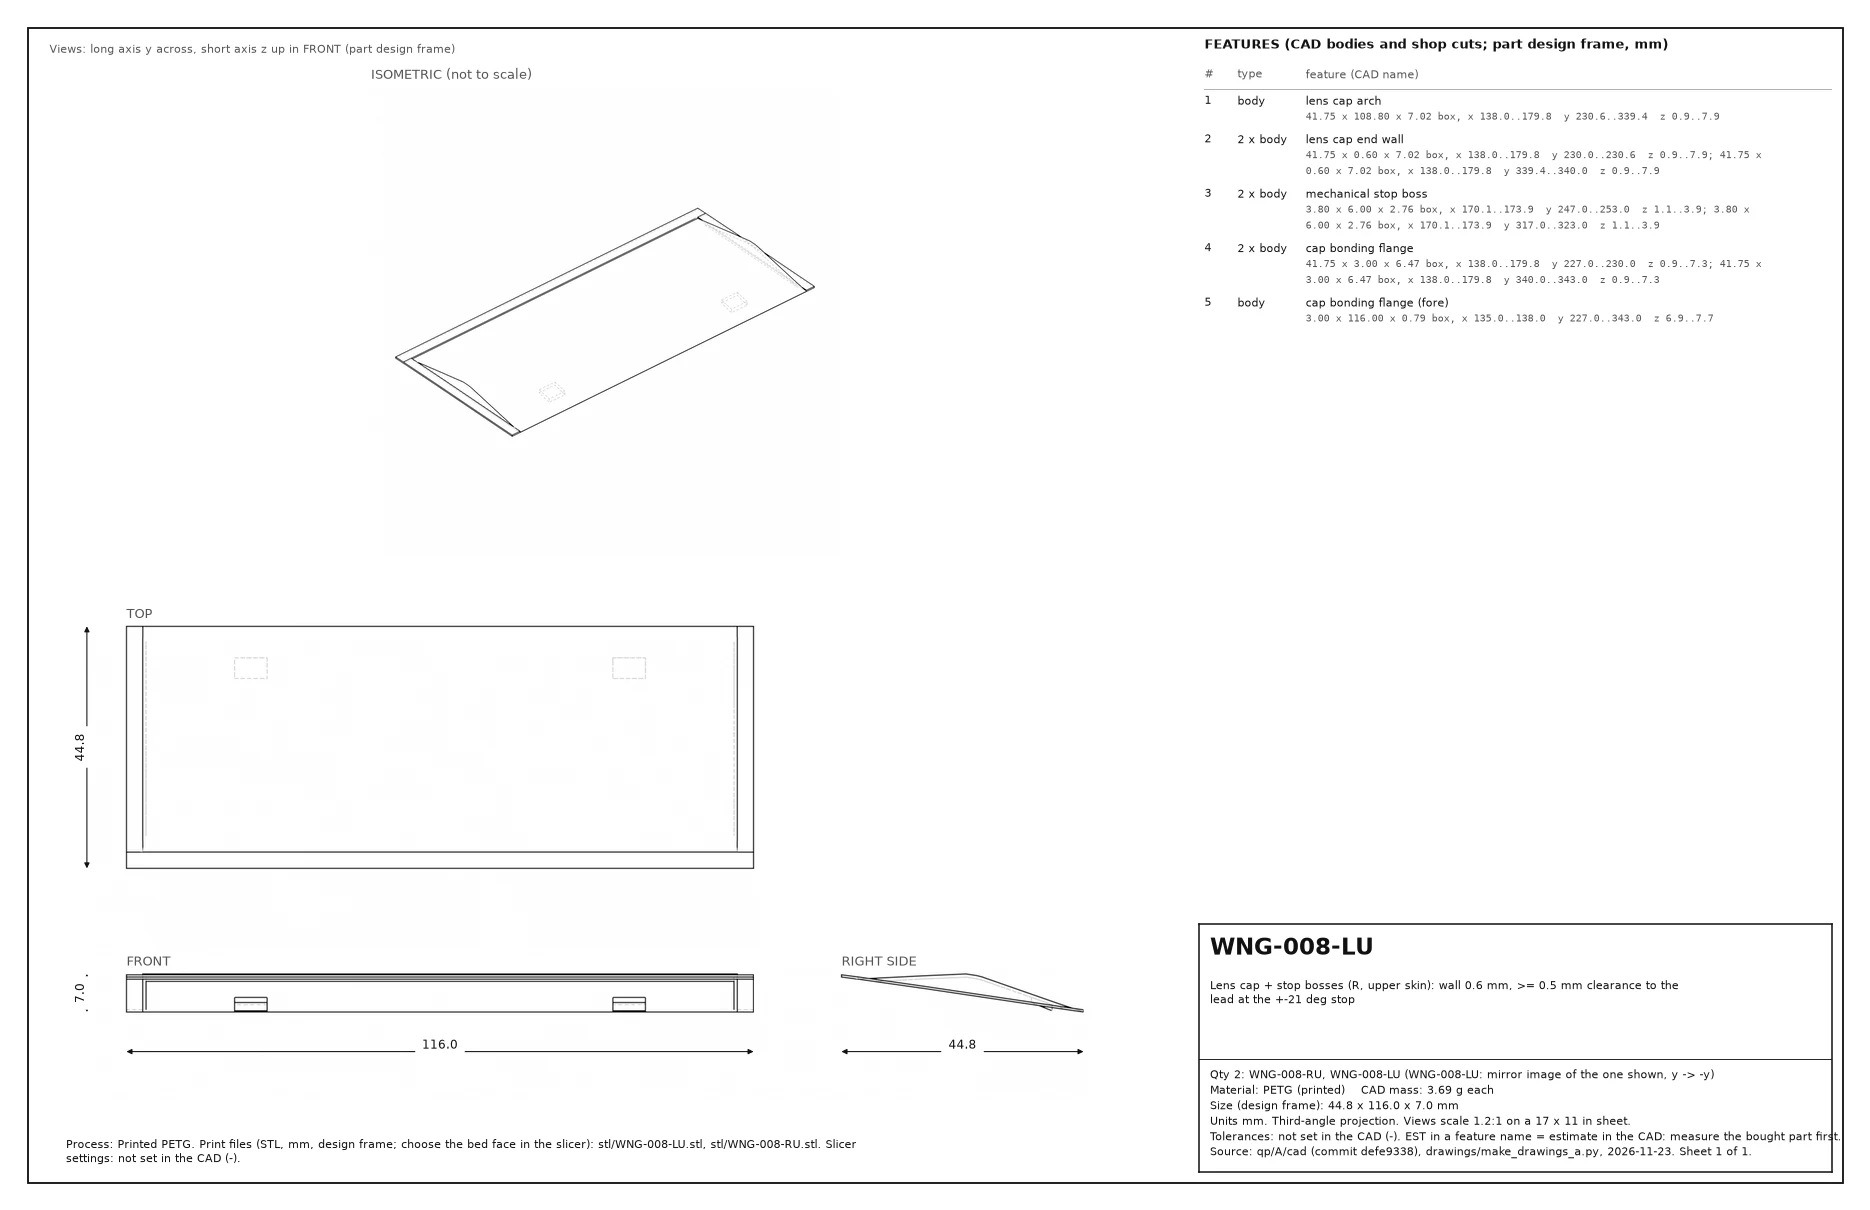 Views: long axis y across, short axis z up in FRONT (part design frame)
ISOMETRIC (not to scale)
TOP
44.8
FRONT
7.0
116.0
RIGHT SIDE
44.8
Process: Printed PETG. Print files (STL, mm, design frame; choose the bed face in the slicer): stl/WNG-008-LU.stl, stl/WNG-008-RU.stl. Slicer
settings: not set in the CAD (-).
FEATURES (CAD bodies and shop cuts; part design frame, mm)
# type feature (CAD name)
1 body lens cap arch
41.75 x 108.80 x 7.02 box, x 138.0..179.8 y 230.6..339.4 z 0.9..7.9
2 2 x body lens cap end wall
41.75 x 0.60 x 7.02 box, x 138.0..179.8 y 230.0..230.6 z 0.9..7.9; 41.75 x
0.60 x 7.02 box, x 138.0..179.8 y 339.4..340.0 z 0.9..7.9
3 2 x body mechanical stop boss
3.80 x 6.00 x 2.76 box, x 170.1..173.9 y 247.0..253.0 z 1.1..3.9; 3.80 x
6.00 x 2.76 box, x 170.1..173.9 y 317.0..323.0 z 1.1..3.9
4 2 x body cap bonding flange
41.75 x 3.00 x 6.47 box, x 138.0..179.8 y 227.0..230.0 z 0.9..7.3; 41.75 x
3.00 x 6.47 box, x 138.0..179.8 y 340.0..343.0 z 0.9..7.3
5 body cap bonding flange (fore)
3.00 x 116.00 x 0.79 box, x 135.0..138.0 y 227.0..343.0 z 6.9..7.7
WNG-008-LU
Lens cap + stop bosses (R, upper skin): wall 0.6 mm, >= 0.5 mm clearance to the
lead at the +-21 deg stop
Qty 2: WNG-008-RU, WNG-008-LU (WNG-008-LU: mirror image of the one shown, y -> -y)
Material: PETG (printed) CAD mass: 3.69 g each
Size (design frame): 44.8 x 116.0 x 7.0 mm
Units mm. Third-angle projection. Views scale 1.2:1 on a 17 x 11 in sheet.
Tolerances: not set in the CAD (-). EST in a feature name = estimate in the CAD: measure the bought part first.
Source: qp/A/cad (commit defe9338), drawings/make_drawings_a.py, 2026-11-23. Sheet 1 of 1.